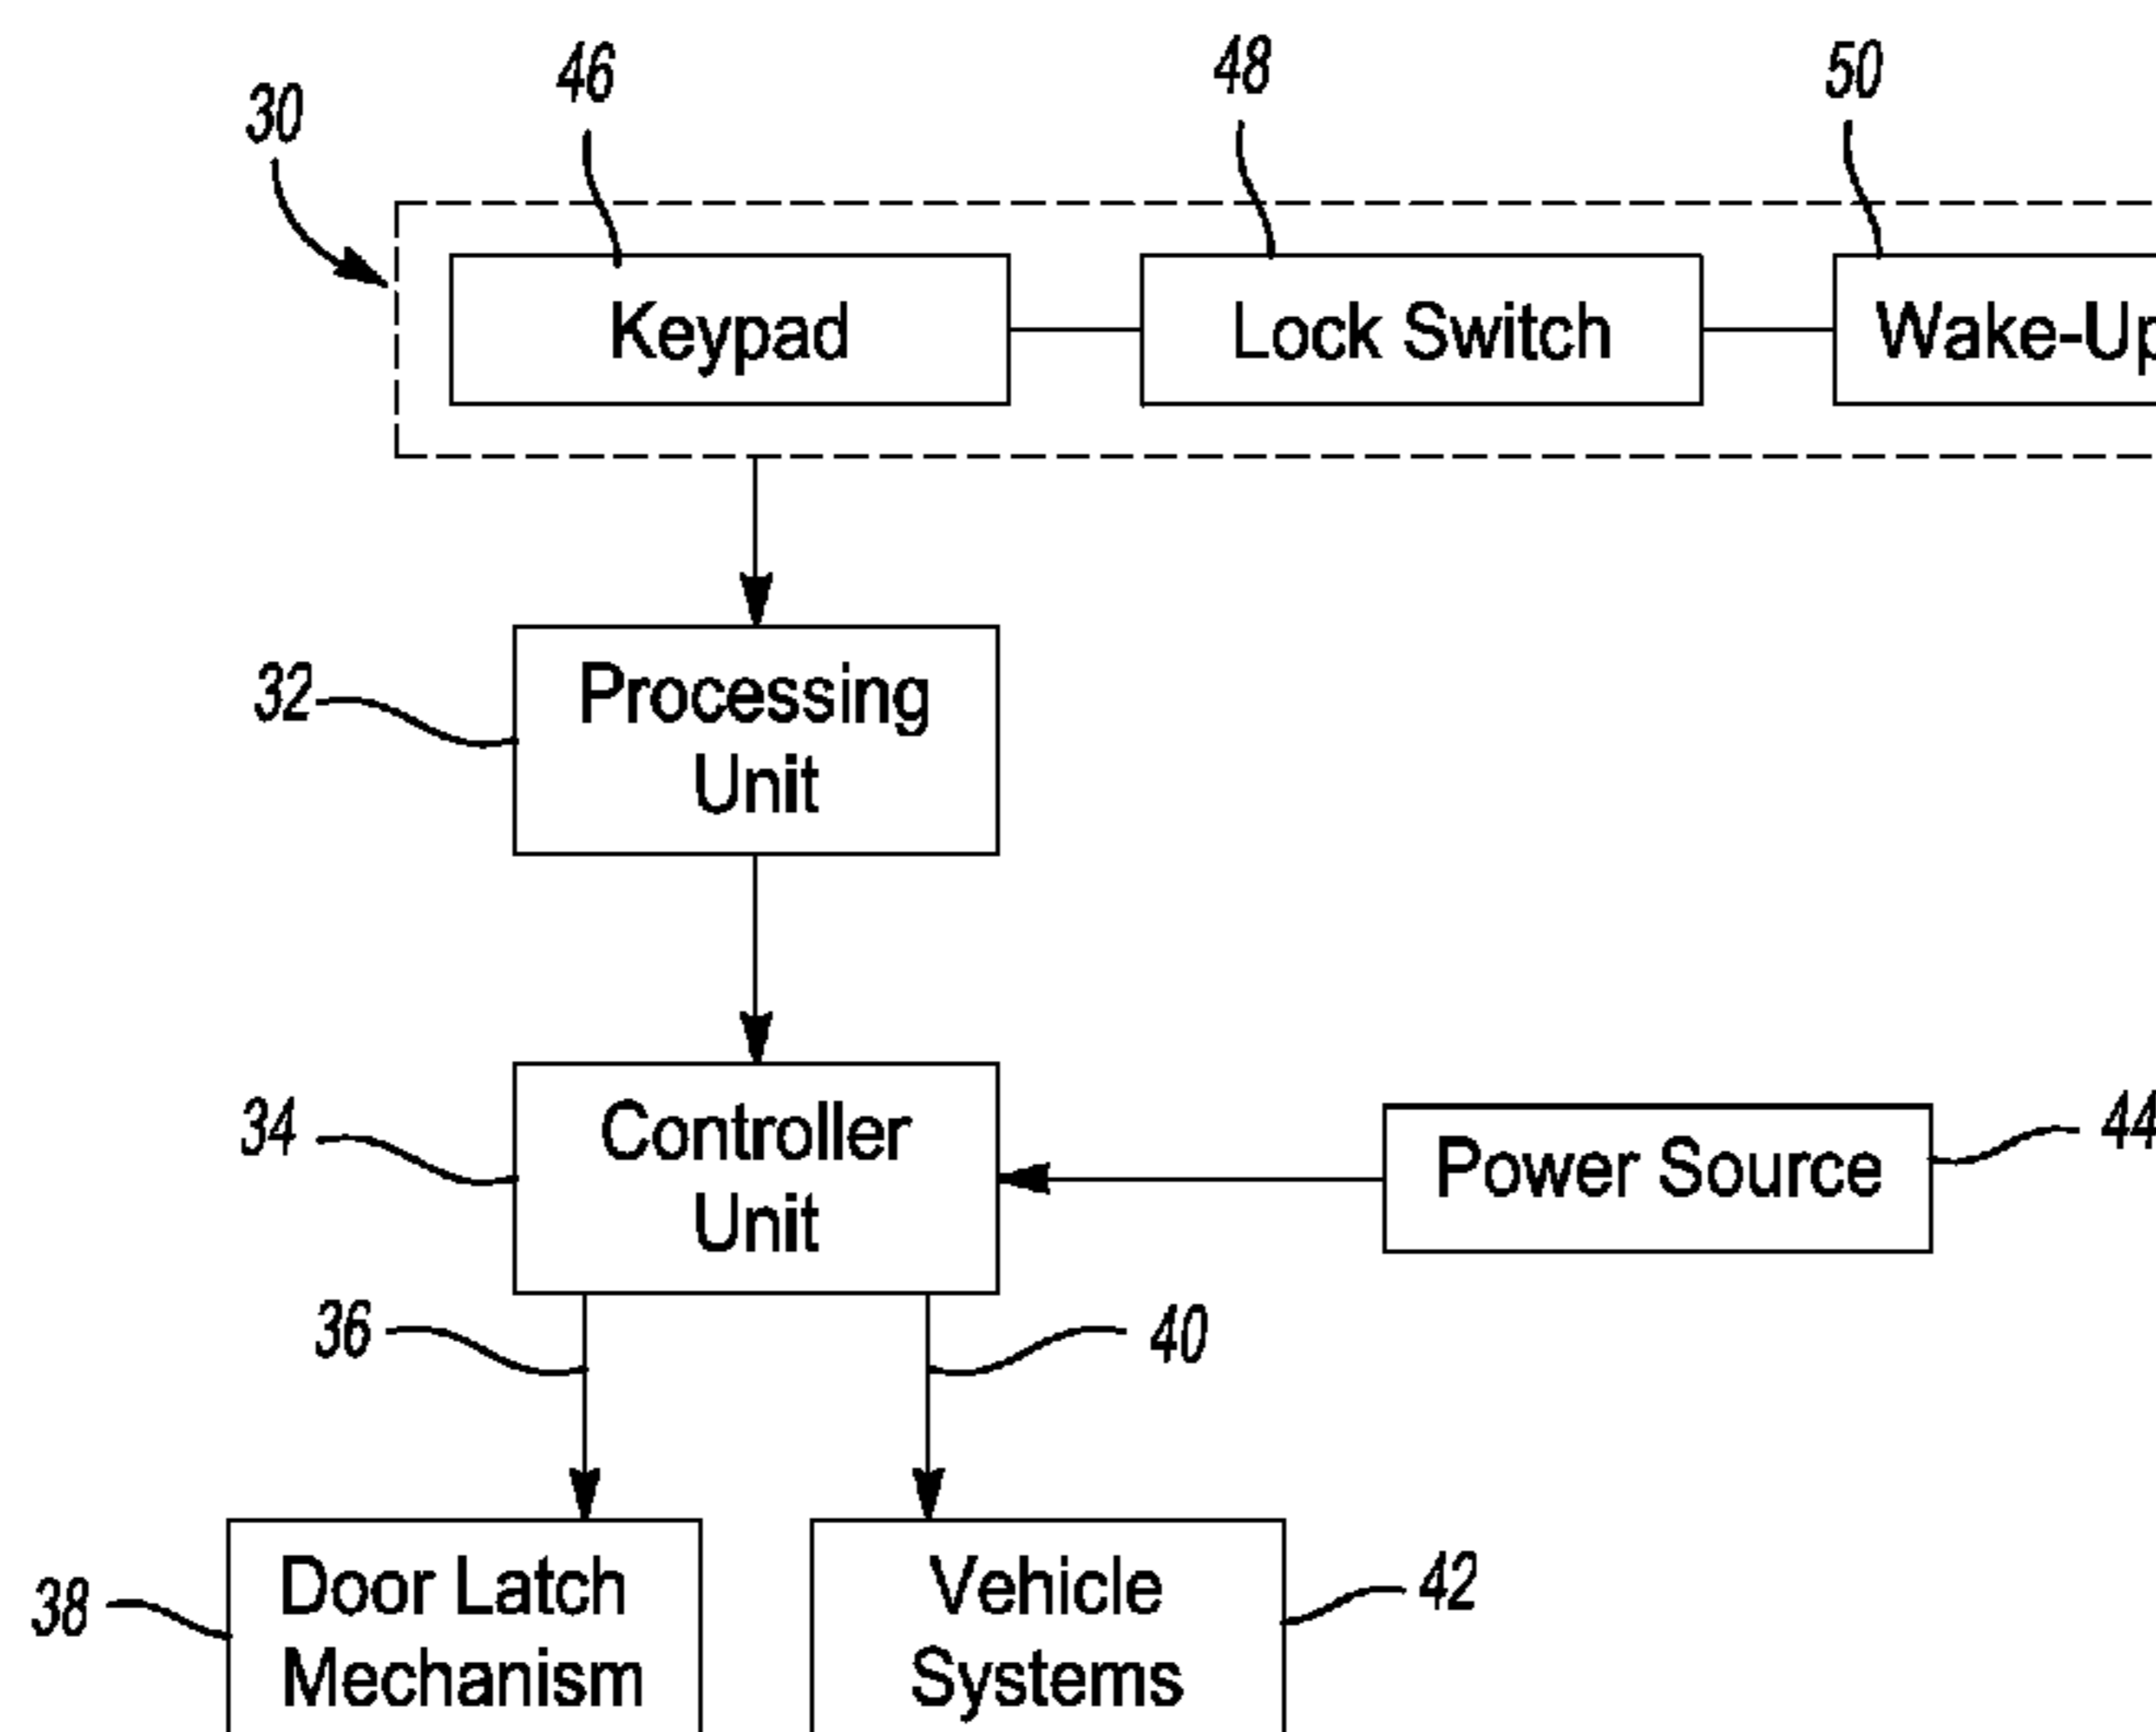 46
48
50
30
Keypad
Lock Switch
Wake-Up
32
Processing
Unit
34
Controller
Unit
Power Source
44
36
40
38
Door Latch
Mechanism
Vehicle
Systems
42